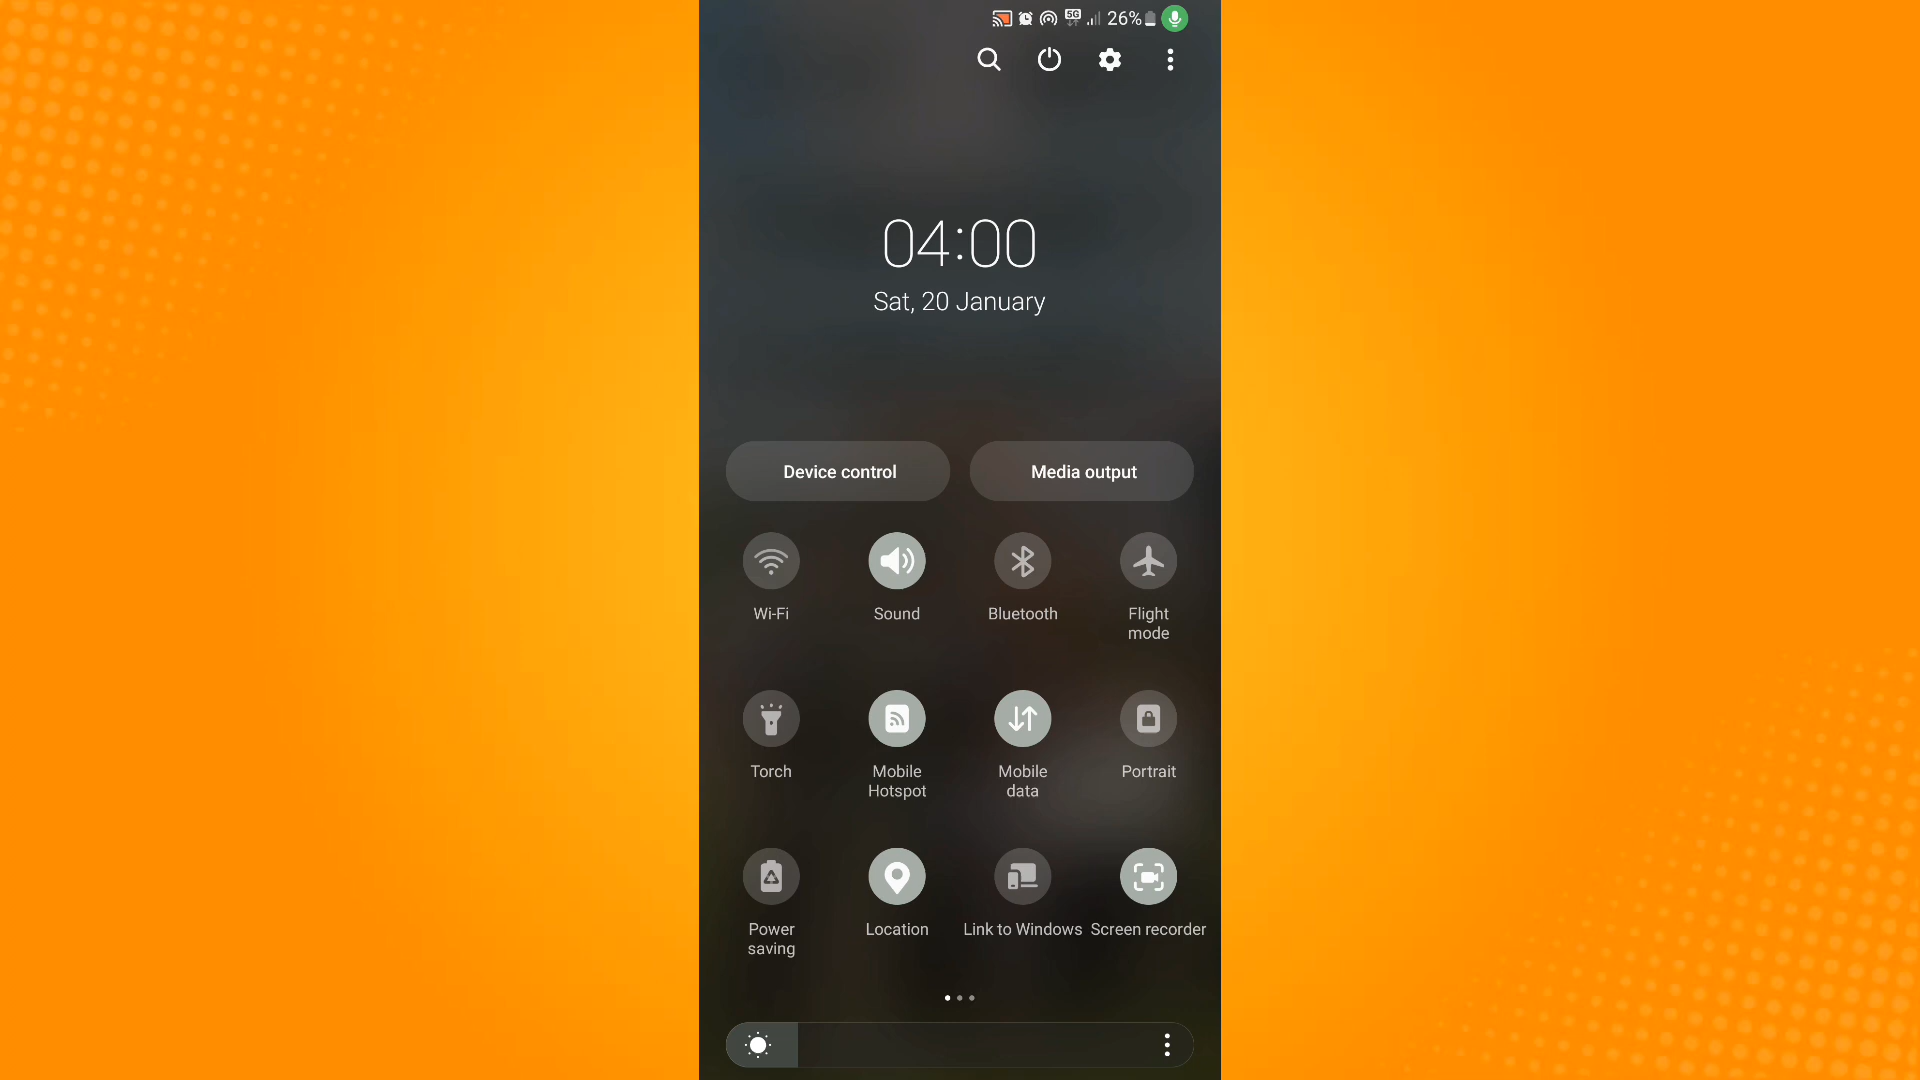 5G 26%
04:00
Sat, 20 January
Device control Media output
Wi-Fi Sound Bluetooth Flight
mode
Torch Mobile Mobile Portrait
Hotspot data
Power Location Link to Windows Screen recorder
saving